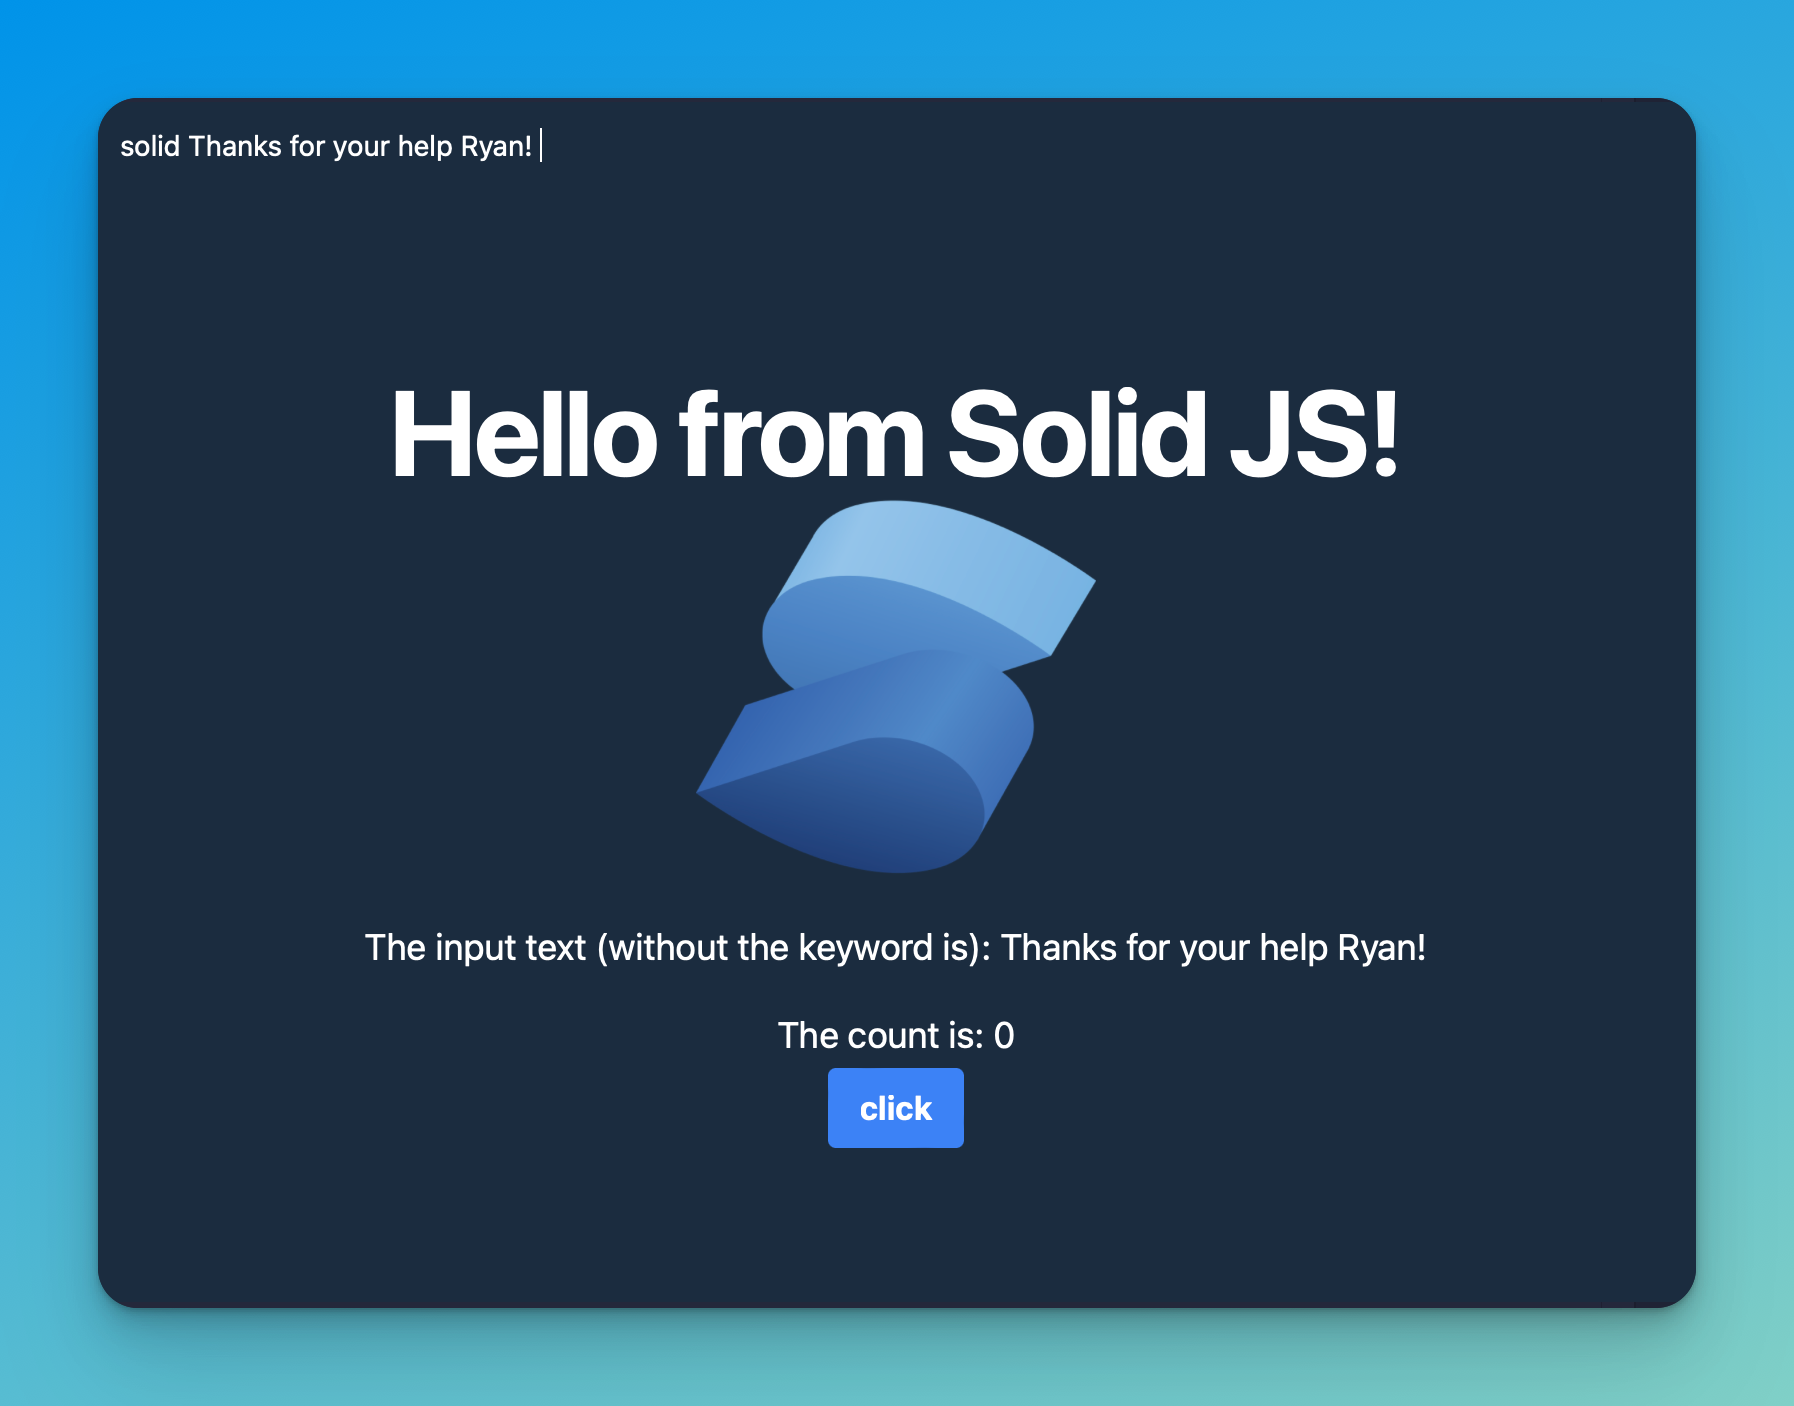 solid Thanks for your help Ryan!
Hello from Solid JS!
The input text (without the keyword is): Thanks for your help Ryan!
The count is: 0
click